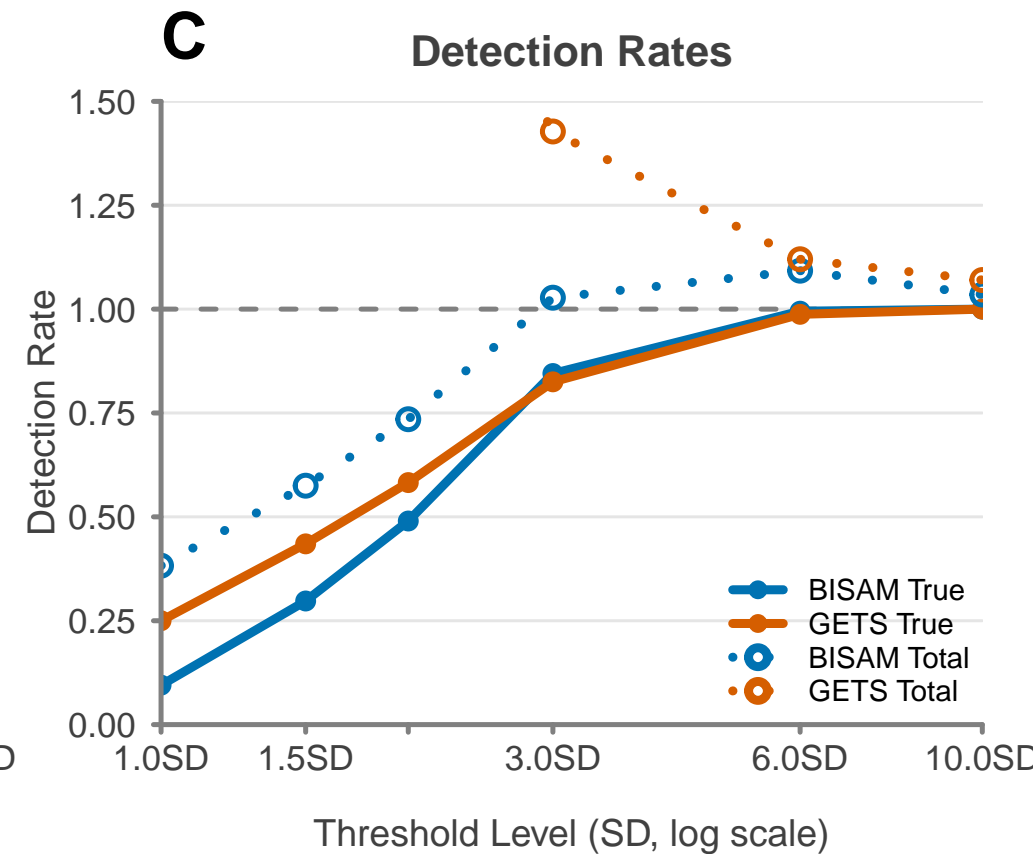 C
Detection Rates
1.50
1.25
1.00
0.75
0.50
0.25
0.00
Detection Rate
BISAM True
GETS True
BISAM Total
GETS Total
D 1.0SD 1.5SD 3.0SD 6.0SD 10.0SD
Threshold Level (SD, log scale)